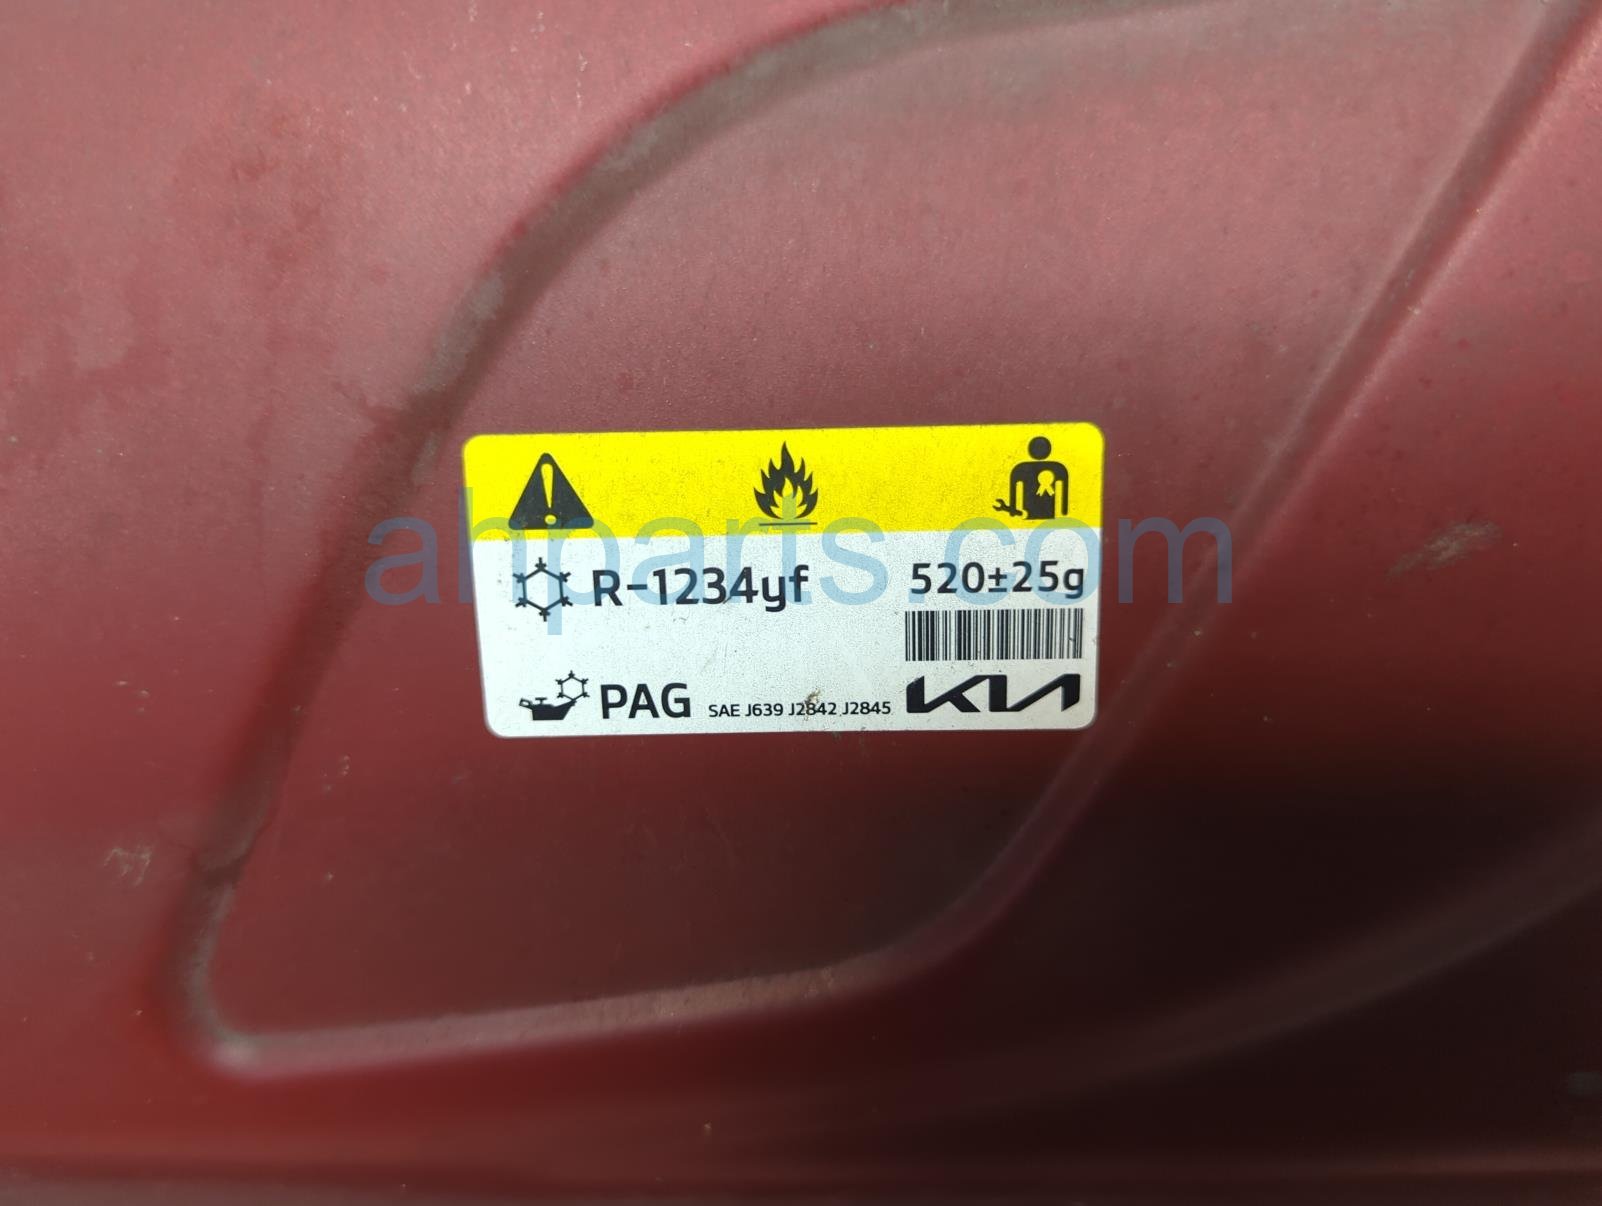 R-1234yf 520±25g
PAG SAE J639 J2842 J2845 KIA
ahparts.com